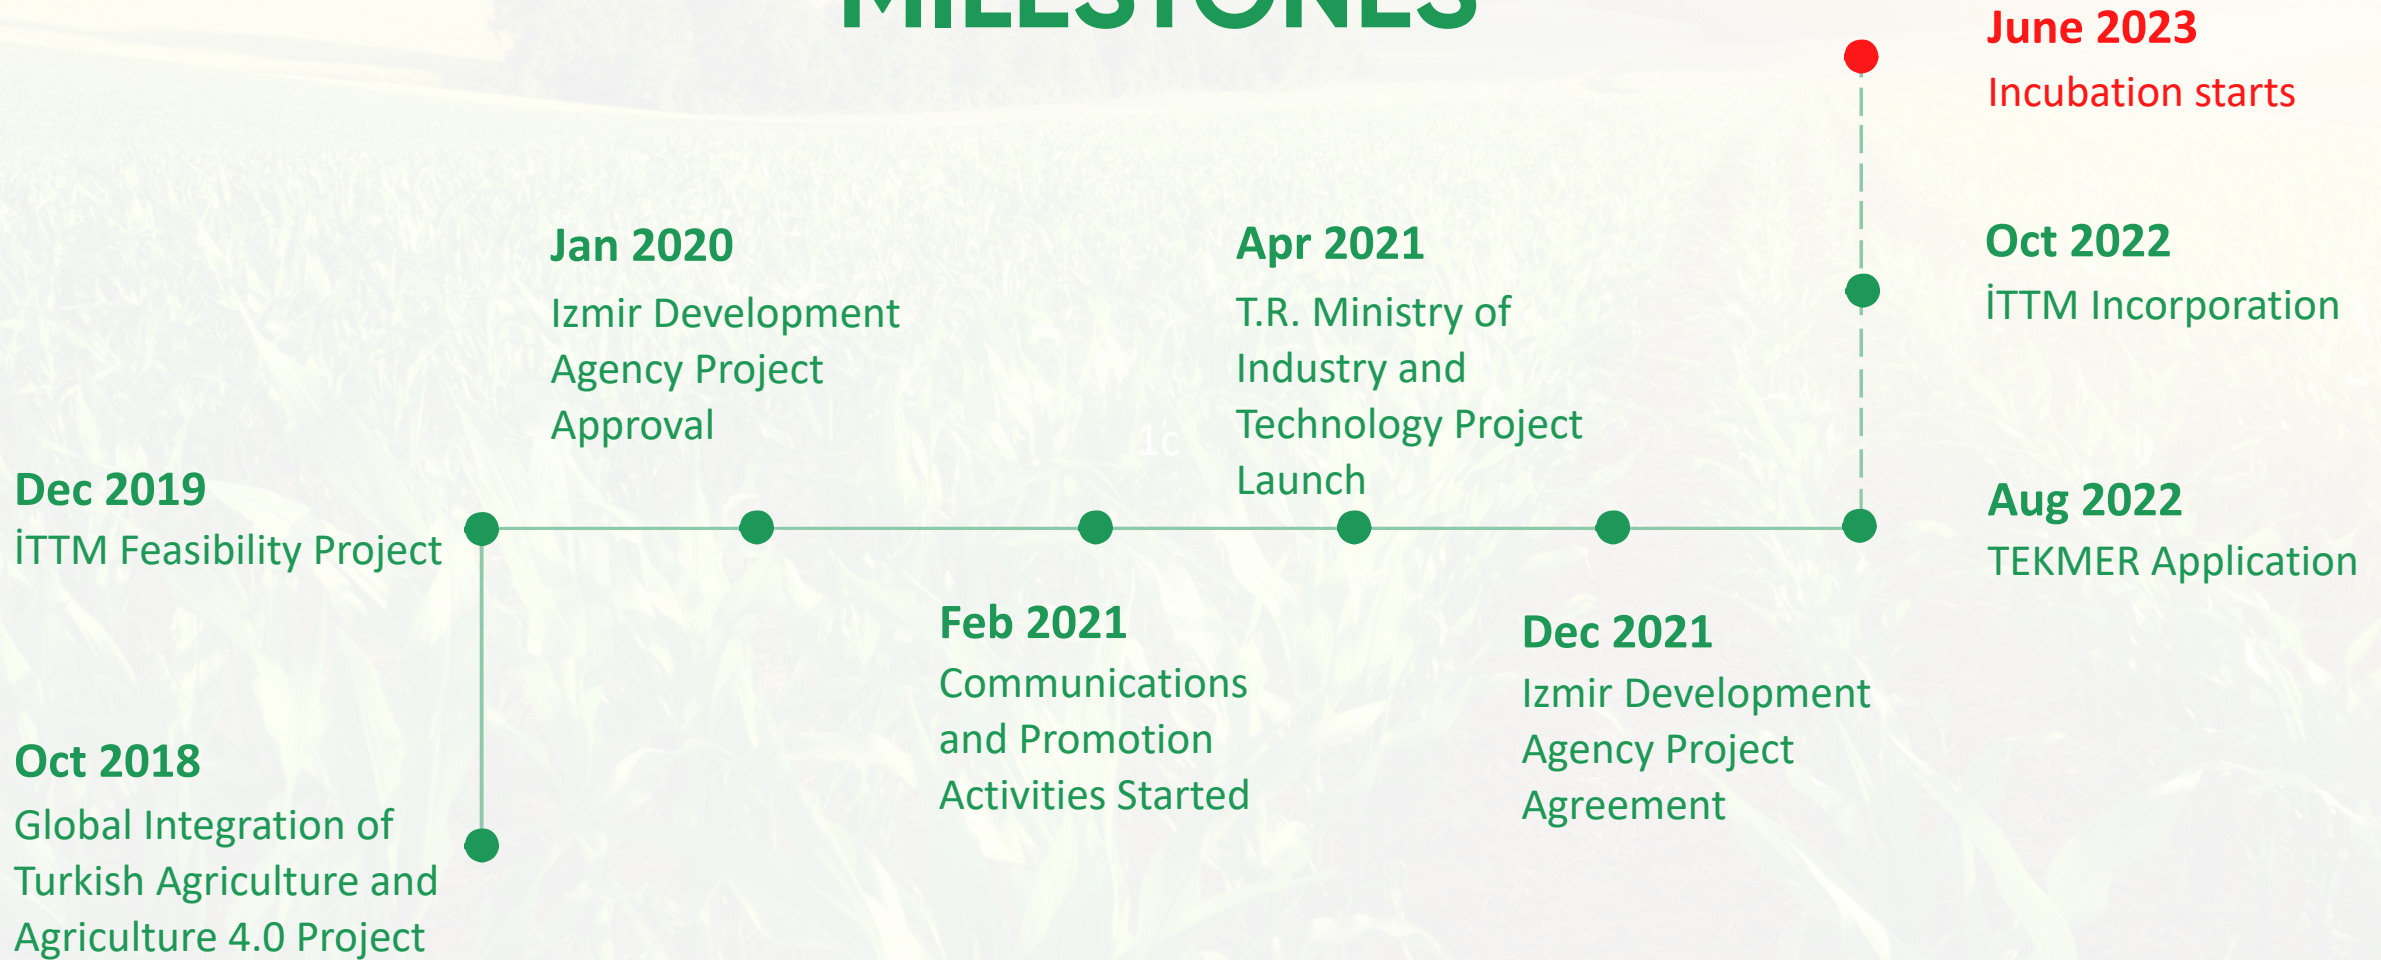 MILESTONES
June 2023
Incubation starts
Oct 2022
İTTM Incorporation
Aug 2022
TEKMER Application
Jan 2020
Izmir Development
Agency Project
Approval
Apr 2021
T.R. Ministry of
Industry and
Technology Project
Launch
1c
Dec 2019
İTTM Feasibility Project
Feb 2021
Communications
and Promotion
Activities Started
Dec 2021
Izmir Development
Agency Project
Agreement
Oct 2018
Global Integration of
Turkish Agriculture and
Agriculture 4.0 Project